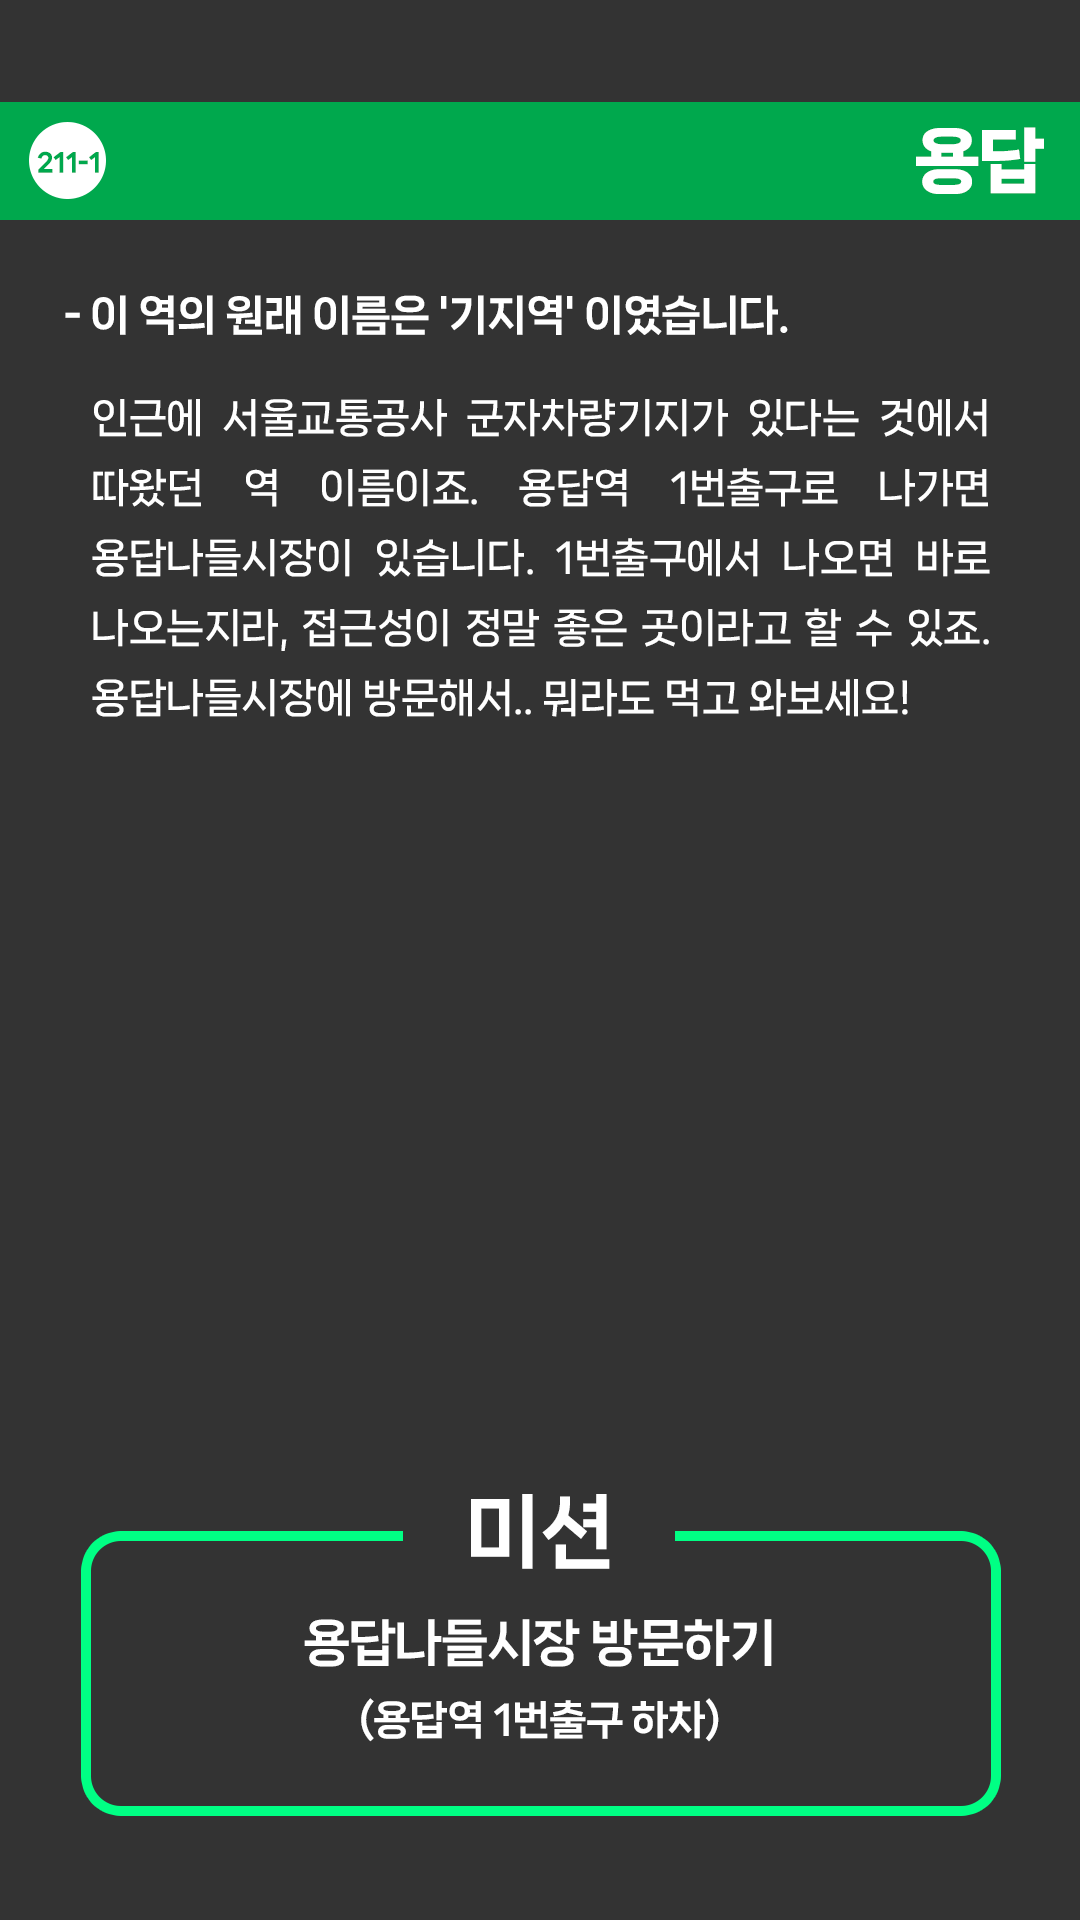 211-1
용답
- 이 역의 원래 이름은 '기지역' 이였습니다.
인근에 서울교통공사 군자차량기지가 있다는 것에서
따왔던 역 이름이죠. 용답역 1번출구로 나가면
용답나들시장이 있습니다. 1번출구에서 나오면 바로
나오는지라, 접근성이 정말 좋은 곳이라고 할 수 있죠.
용답나들시장에 방문해서.. 뭐라도 먹고 와보세요!
미션
용답나들시장 방문하기
(용답역 1번출구 하차)